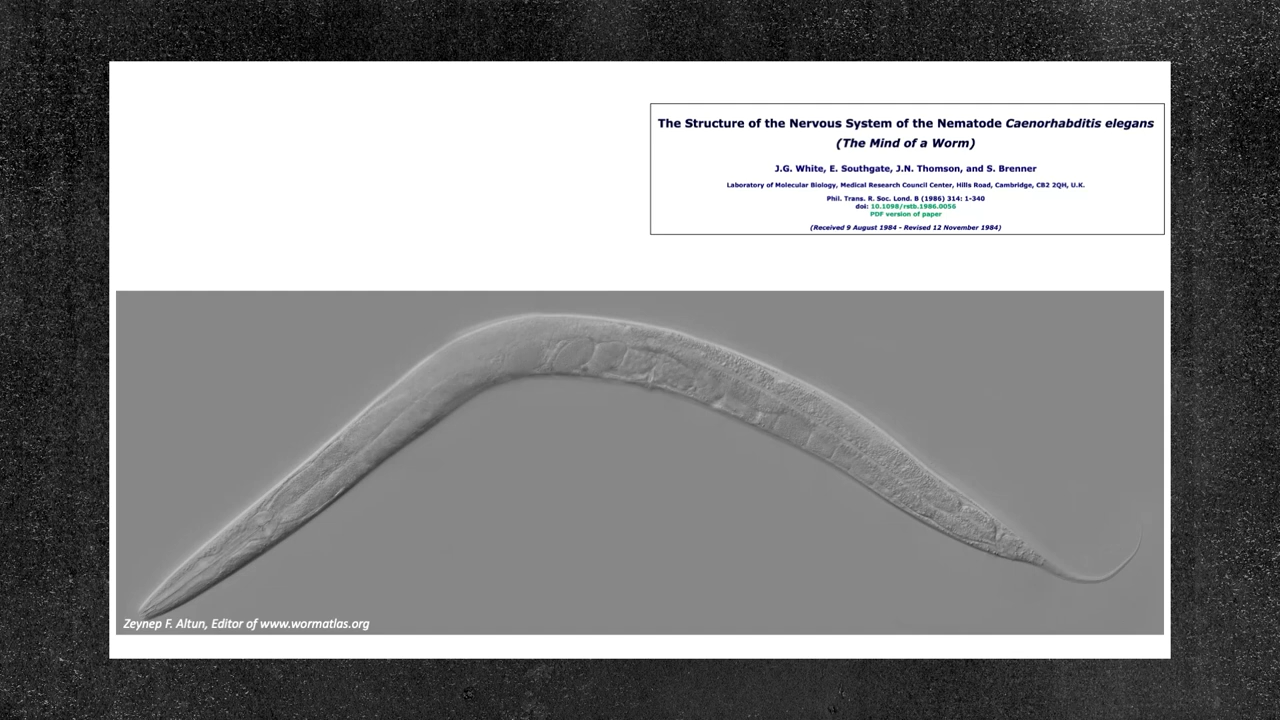 The Structure of the Nervous System of the Nematode Caenorhabditis elegans
(The Mind of a Worm)
J.G. White, E. Southgate, J.N. Thomson, and S. Brenner
Laboratory of Molecular Biology, Medical Research Council Center, Hills Road, Cambridge, CB2 2QH, U.K.
Phil. Trans. R. Soc. Lond. B (1986) 314: 1-340
doi: 10.1098/rstb.1986.0056
PDF version of paper
(Received 9 August 1984 - Revised 12 November 1984)
Zeynep F. Altun, Editor of www.wormatlas.org